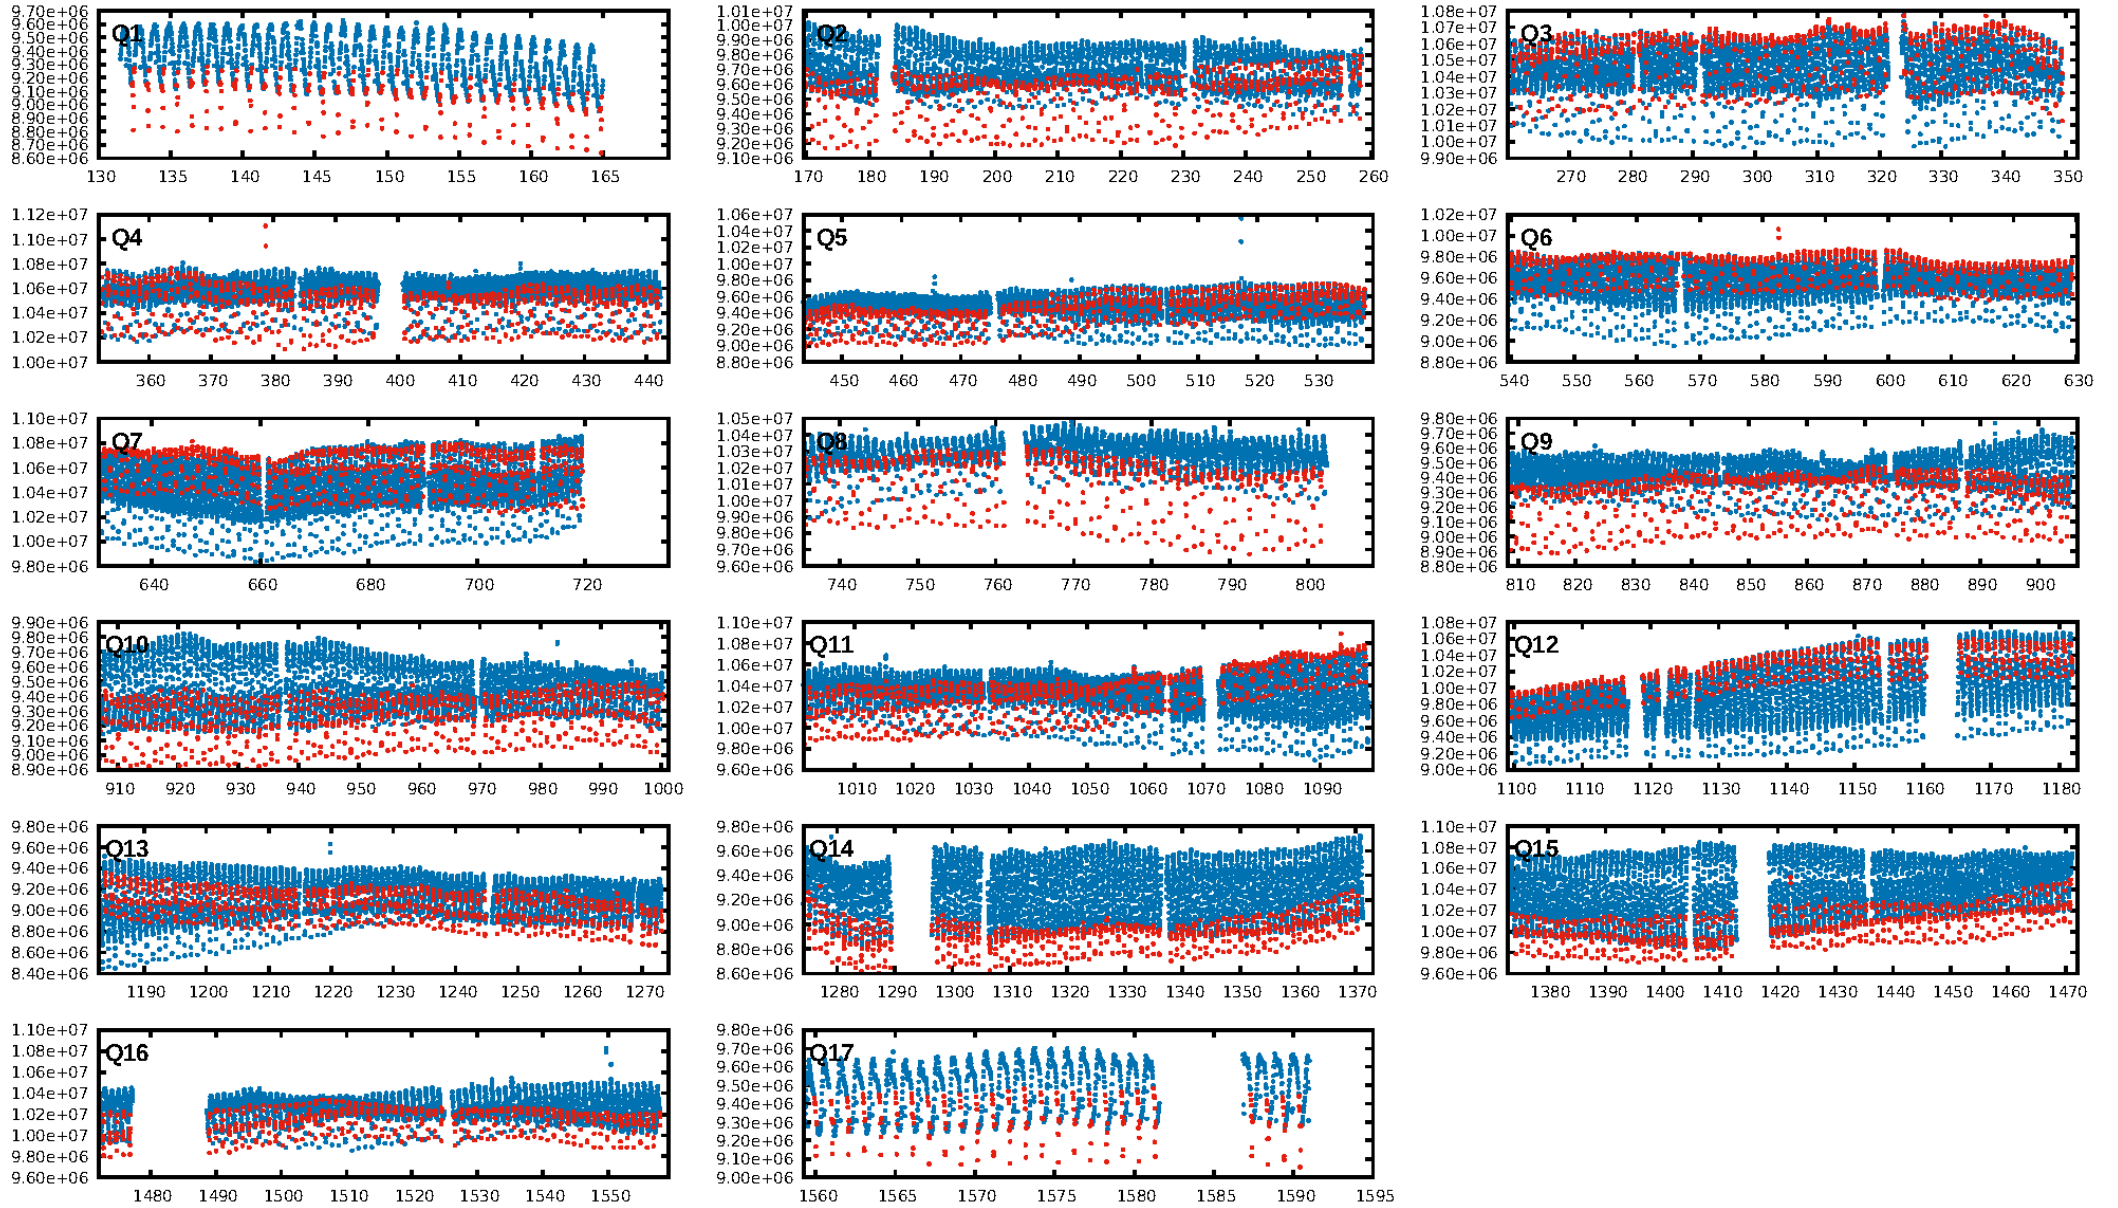 9.70e+06 9.60e+06 9.50e+06 9.40e+06 9.30e+06 9.20e+06 9.10e+06 9.00e+06 8.90e+06 8.80e+06 8.70e+06 8.60e+06
Q1
130 135 140 145 150 155 160 165
1.01e+07 1.00e+07 9.90e+06 9.80e+06 9.70e+06 9.60e+06 9.50e+06 9.40e+06 9.30e+06 9.20e+06 9.10e+06
Q2
170 180 190 200 210 220 230 240 250 260
1.08e+07 1.07e+07 1.06e+07 1.05e+07 1.04e+07 1.03e+07 1.02e+07 1.01e+07 1.00e+07 9.90e+06
Q3
270 280 290 300 310 320 330 340 350
1.12e+07 1.10e+07 1.08e+07 1.06e+07 1.04e+07 1.02e+07 1.00e+07
Q4
360 370 380 390 400 410 420 430 440
1.06e+07 1.04e+07 1.02e+07 1.00e+07 9.80e+06 9.60e+06 9.40e+06 9.20e+06 9.00e+06 8.80e+06
Q5
450 460 470 480 490 500 510 520 530
1.02e+07 1.00e+07 9.80e+06 9.60e+06 9.40e+06 9.20e+06 9.00e+06 8.80e+06
Q6
540 550 560 570 580 590 600 610 620 630
1.10e+07 1.08e+07 1.06e+07 1.04e+07 1.02e+07 1.00e+07 9.80e+06
Q7
640 660 680 700 720
1.05e+07 1.04e+07 1.03e+07 1.02e+07 1.01e+07 1.00e+07 9.90e+06 9.80e+06 9.70e+06 9.60e+06
Q8
740 750 760 770 780 790 800
9.80e+06 9.70e+06 9.60e+06 9.50e+06 9.40e+06 9.30e+06 9.20e+06 9.10e+06 9.00e+06 8.90e+06 8.80e+06
Q9
810 820 830 840 850 860 870 880 890 900
9.90e+06 9.80e+06 9.70e+06 9.60e+06 9.50e+06 9.40e+06 9.30e+06 9.20e+06 9.10e+06 9.00e+06 8.90e+06
Q10
910 920 930 940 950 960 970 980 990 1000
1.10e+07 1.08e+07 1.06e+07 1.04e+07 1.02e+07 1.00e+07 9.80e+06 9.60e+06
Q11
1010 1020 1030 1040 1050 1060 1070 1080 1090
1.08e+07 1.06e+07 1.04e+07 1.02e+07 1.00e+07 9.80e+06 9.60e+06 9.40e+06 9.20e+06 9.00e+06
Q12
1100 1110 1120 1130 1140 1150 1160 1170 1180
9.80e+06 9.60e+06 9.40e+06 9.20e+06 9.00e+06 8.80e+06 8.60e+06 8.40e+06
Q13
1190 1200 1210 1220 1230 1240 1250 1260 1270
9.80e+06 9.60e+06 9.40e+06 9.20e+06 9.00e+06 8.80e+06 8.60e+06
Q14
1280 1290 1300 1310 1320 1330 1340 1350 1360 1370
1.10e+07 1.08e+07 1.06e+07 1.04e+07 1.02e+07 1.00e+07 9.80e+06 9.60e+06
Q15
1380 1390 1400 1410 1420 1430 1440 1450 1460 1470
1.10e+07 1.08e+07 1.06e+07 1.04e+07 1.02e+07 1.00e+07 9.80e+06 9.60e+06
Q16
1480 1490 1500 1510 1520 1530 1540 1550
9.80e+06 9.70e+06 9.60e+06 9.50e+06 9.40e+06 9.30e+06 9.20e+06 9.10e+06 9.00e+06
Q17
1560 1565 1570 1575 1580 1585 1590 1595